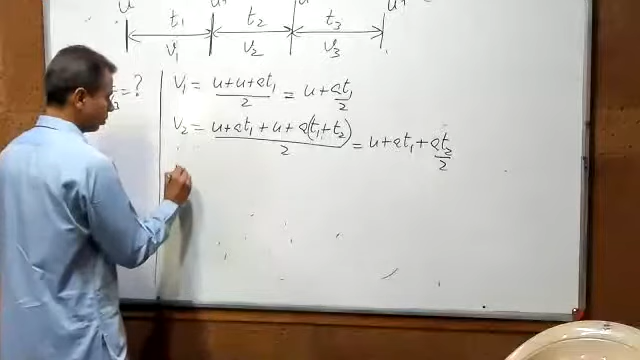 u
t₁ t₂ t₃
v₁ v₂ v₃
₃ = ?
V₁ = u+u+at₁/2 = u + at₁/2
V₂ = u+at₁+u+a(t₁+t₂)/2 = u+at₁+at₂/2